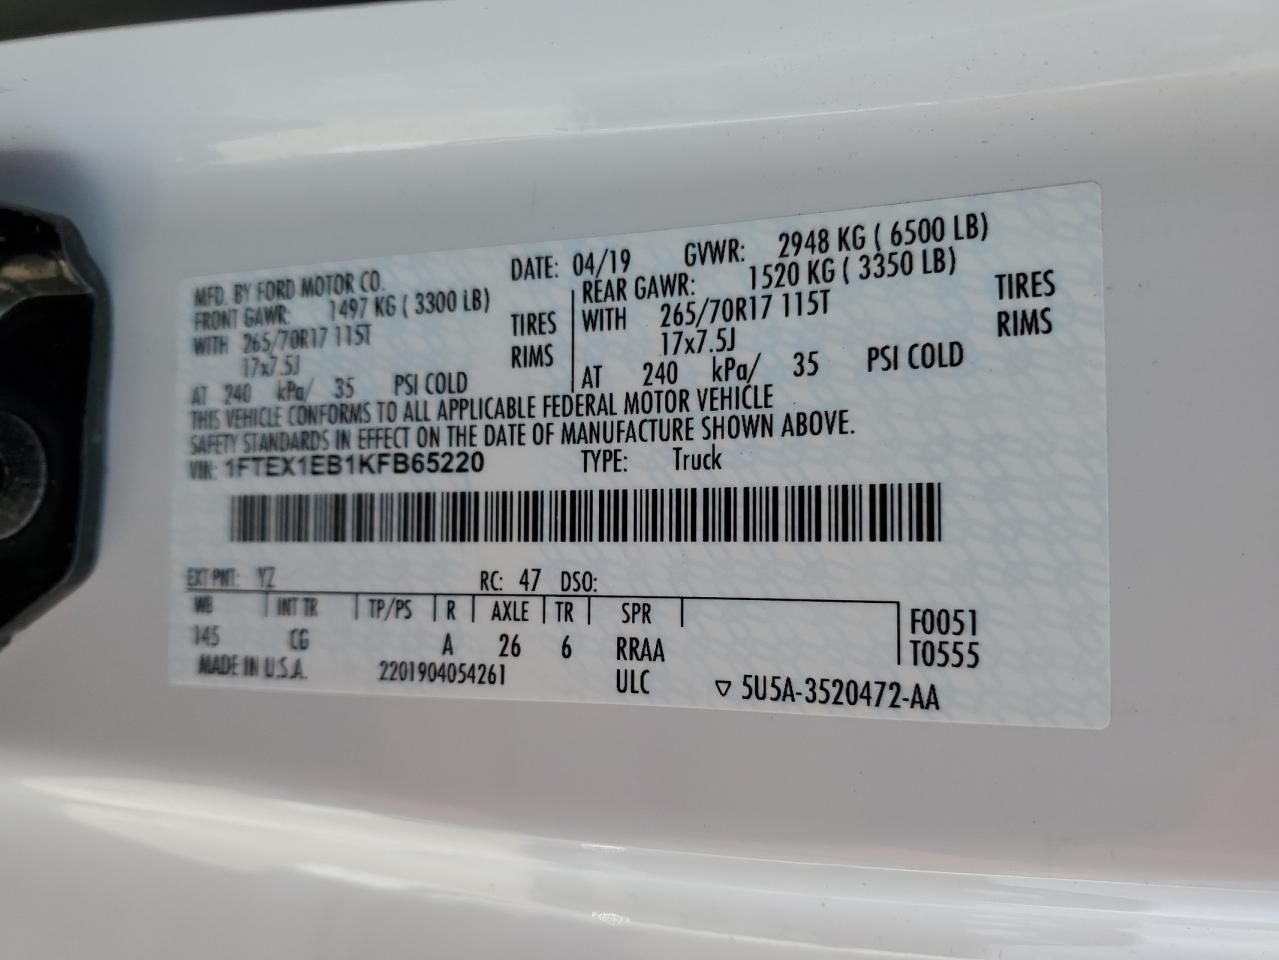 MFD. BY FORD MOTOR CO. DATE: 04/19 GVWR: 2948 KG ( 6500 LB)
FRONT GAWR: 1497 KG ( 3300 LB) REAR GAWR: 1520 KG ( 3350 LB)
WITH 265/70R17 115T TIRES WITH 265/70R17 115T TIRES
17x7.5J RIMS 17x7.5J RIMS
AT 240 kPa/ 35 PSI COLD AT 240 kPa/ 35 PSI COLD
THIS VEHICLE CONFORMS TO ALL APPLICABLE FEDERAL MOTOR VEHICLE
SAFETY STANDARDS IN EFFECT ON THE DATE OF MANUFACTURE SHOWN ABOVE.
VIN: 1FTEX1EB1KFB65220 TYPE: Truck
EXT PNT: YZ RC: 47 DSO:
WB INT TR TP/PS R AXLE TR SPR F0051
145 CG A 26 6 RRAA T0555
MADE IN U.S.A. 2201904054261 ULC ▽ 5U5A-3520472-AA